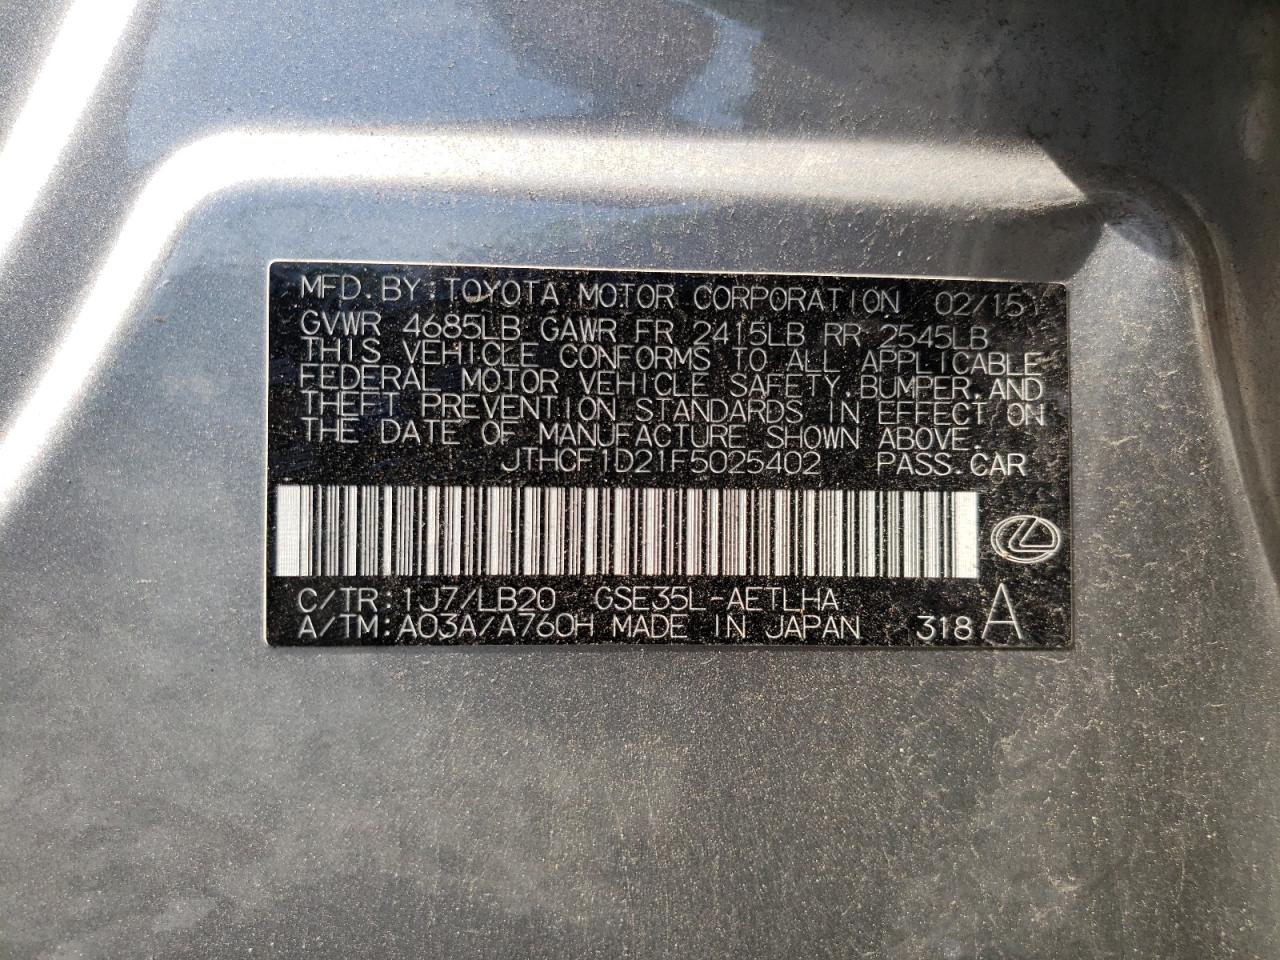 MFD. BY TOYOTA MOTOR CORPORATION 02/15
GVWR 4685LB GAWR FR 2415LB RR 2545LB
THIS VEHICLE CONFORMS TO ALL APPLICABLE
FEDERAL MOTOR VEHICLE SAFETY, BUMPER, AND
THEFT PREVENTION STANDARDS IN EFFECT ON
THE DATE OF MANUFACTURE SHOWN ABOVE.
JTHCF1D21F5025402 PASS. CAR
C/TR: 1J7/LB20 GSE35L-AETLHA
A/TM: A03A/A760H MADE IN JAPAN 318 A